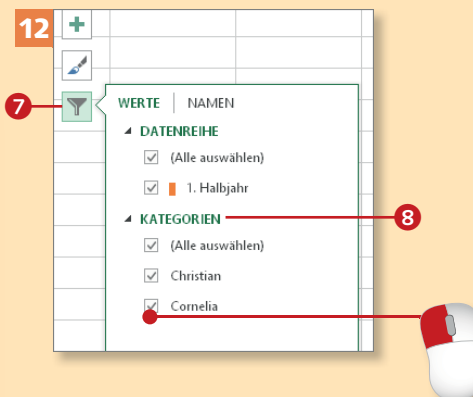 12
7
WERTE | NAMEN
DATENREIHE
(Alle auswählen)
1. Halbjahr
KATEGORIEN
8
(Alle auswählen)
Christian
Cornelia